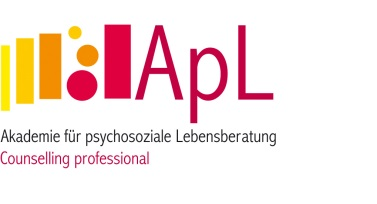 ApL
Akademie für psychosoziale Lebensberatung
Counselling professional